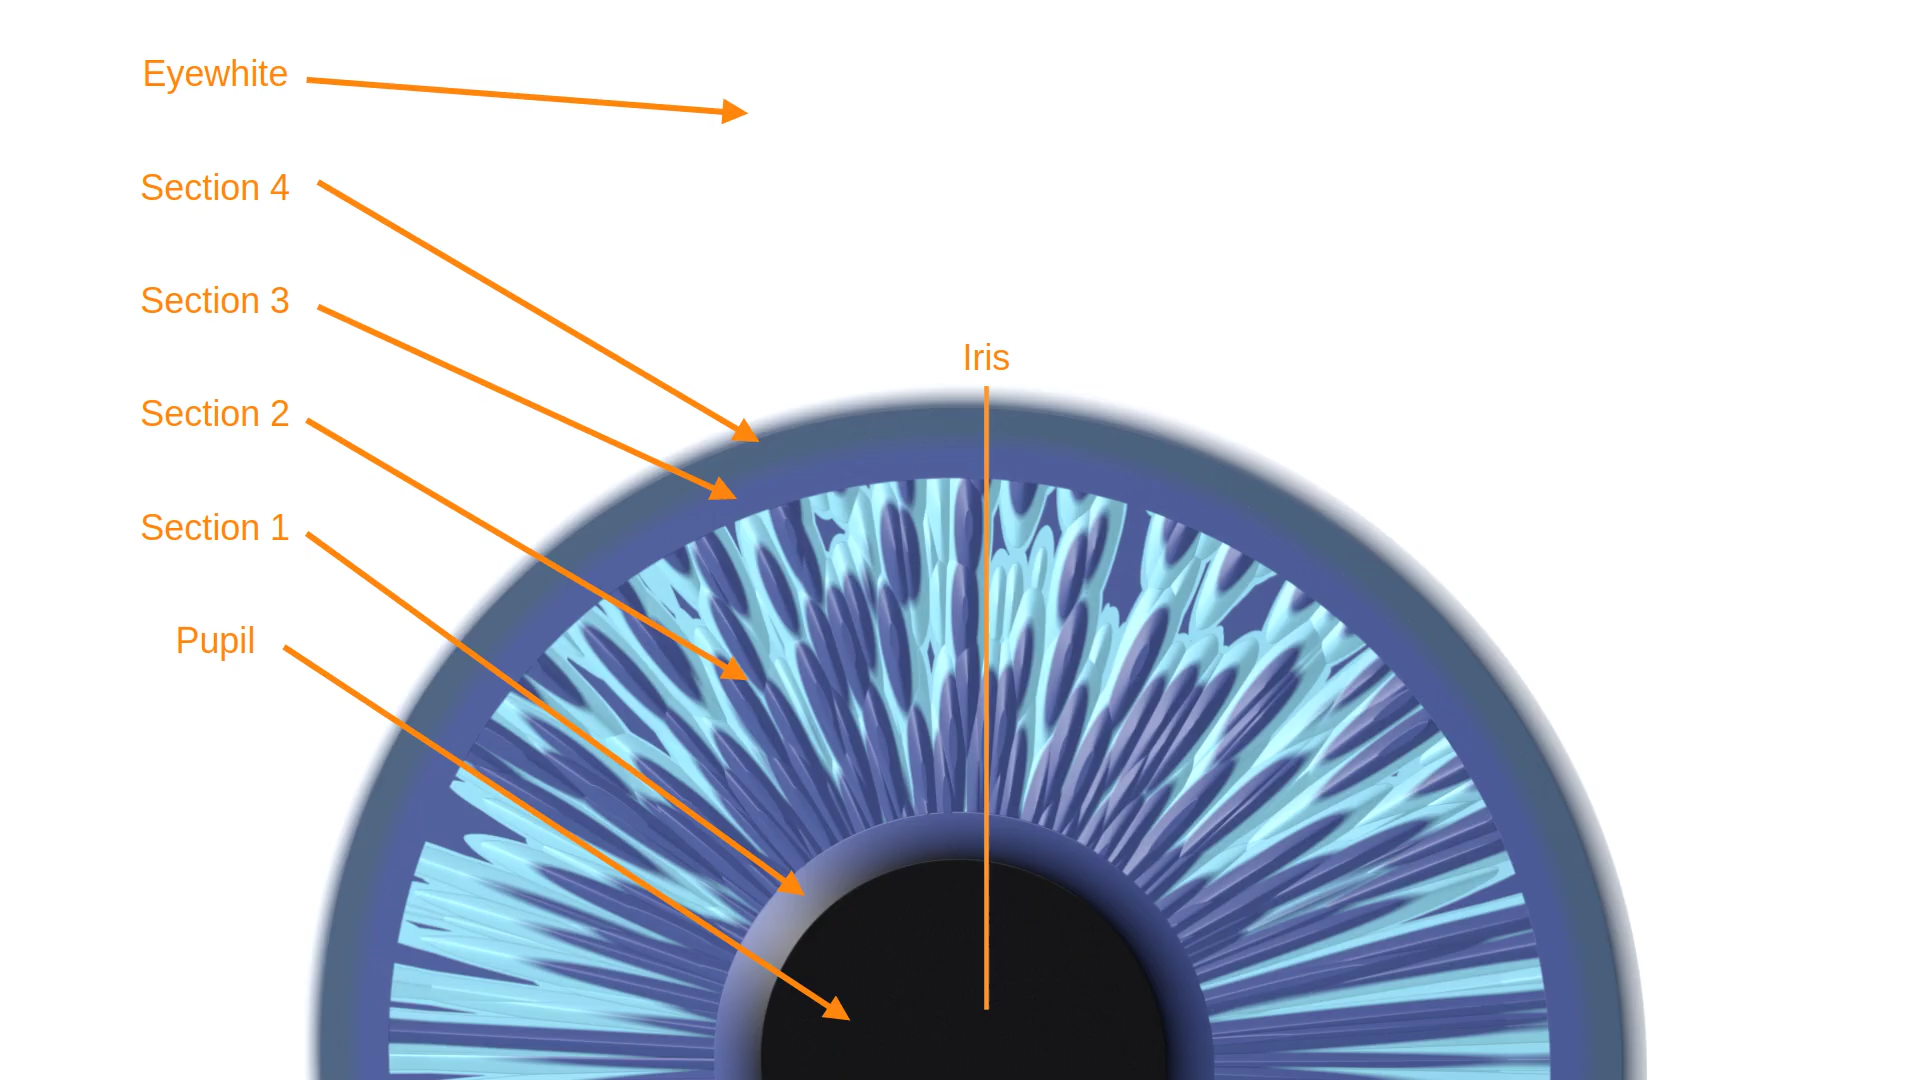 Eyewhite
Section 4
Section 3
Iris
Section 2
Section 1
Pupil